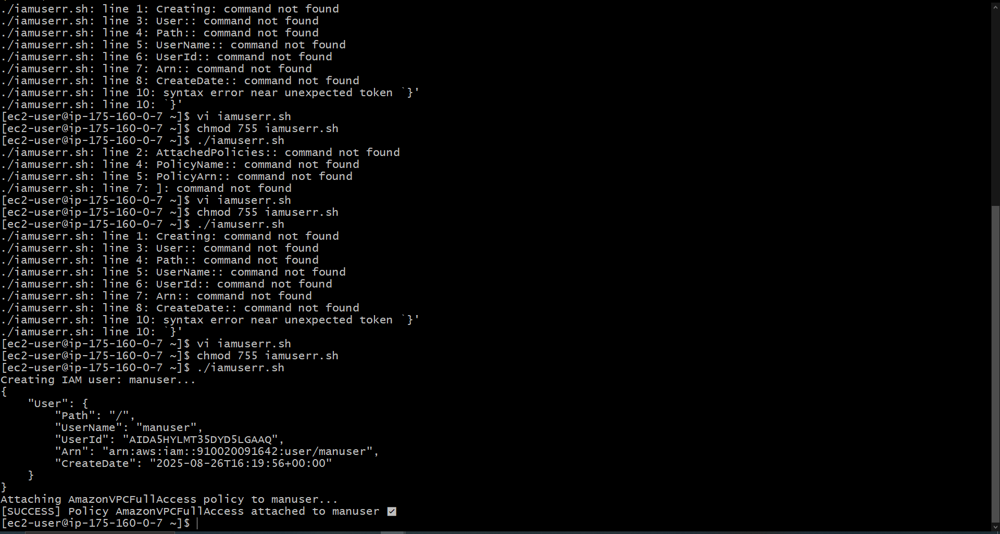 ./iamuserr.sh: line 1: Creating: command not found
./iamuserr.sh: line 3: User:: command not found
./iamuserr.sh: line 4: Path:: command not found
./iamuserr.sh: line 5: UserName:: command not found
./iamuserr.sh: line 6: UserId:: command not found
./iamuserr.sh: line 7: Arn:: command not found
./iamuserr.sh: line 8: CreateDate:: command not found
./iamuserr.sh: line 10: syntax error near unexpected token `}'
./iamuserr.sh: line 10: `}'
[ec2-user@ip-175-160-0-7 ~]$ vi iamuserr.sh
[ec2-user@ip-175-160-0-7 ~]$ chmod 755 iamuserr.sh
[ec2-user@ip-175-160-0-7 ~]$ ./iamuserr.sh
./iamuserr.sh: line 2: AttachedPolicies:: command not found
./iamuserr.sh: line 4: PolicyName:: command not found
./iamuserr.sh: line 5: PolicyArn:: command not found
./iamuserr.sh: line 7: ]: command not found
[ec2-user@ip-175-160-0-7 ~]$ vi iamuserr.sh
[ec2-user@ip-175-160-0-7 ~]$ chmod 755 iamuserr.sh
[ec2-user@ip-175-160-0-7 ~]$ ./iamuserr.sh
./iamuserr.sh: line 1: Creating: command not found
./iamuserr.sh: line 3: User:: command not found
./iamuserr.sh: line 4: Path:: command not found
./iamuserr.sh: line 5: UserName:: command not found
./iamuserr.sh: line 6: UserId:: command not found
./iamuserr.sh: line 7: Arn:: command not found
./iamuserr.sh: line 8: CreateDate:: command not found
./iamuserr.sh: line 10: syntax error near unexpected token `}'
./iamuserr.sh: line 10: `}'
[ec2-user@ip-175-160-0-7 ~]$ vi iamuserr.sh
[ec2-user@ip-175-160-0-7 ~]$ chmod 755 iamuserr.sh
[ec2-user@ip-175-160-0-7 ~]$ ./iamuserr.sh
Creating IAM user: manuser...
{
    "User": {
        "Path": "/",
        "UserName": "manuser",
        "UserId": "AIDA5HYLMT35DYD5LGAAQ",
        "Arn": "arn:aws:iam::910020091642:user/manuser",
        "CreateDate": "2025-08-26T16:19:56+00:00"
    }
}
Attaching AmazonVPCFullAccess policy to manuser...
[SUCCESS] Policy AmazonVPCFullAccess attached to manuser ✅
[ec2-user@ip-175-160-0-7 ~]$